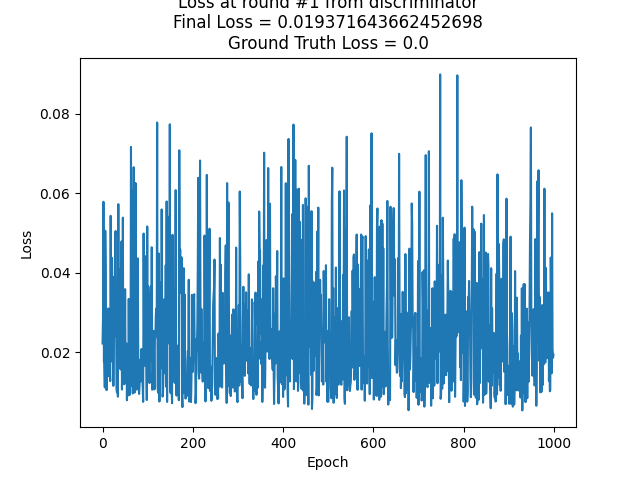 Loss at round #1 from discriminator
Final Loss = 0.019371643662452698
Ground Truth Loss = 0.0
0.08
0.06
0.04
0.02
Loss
0
200
400
600
800
1000
Epoch